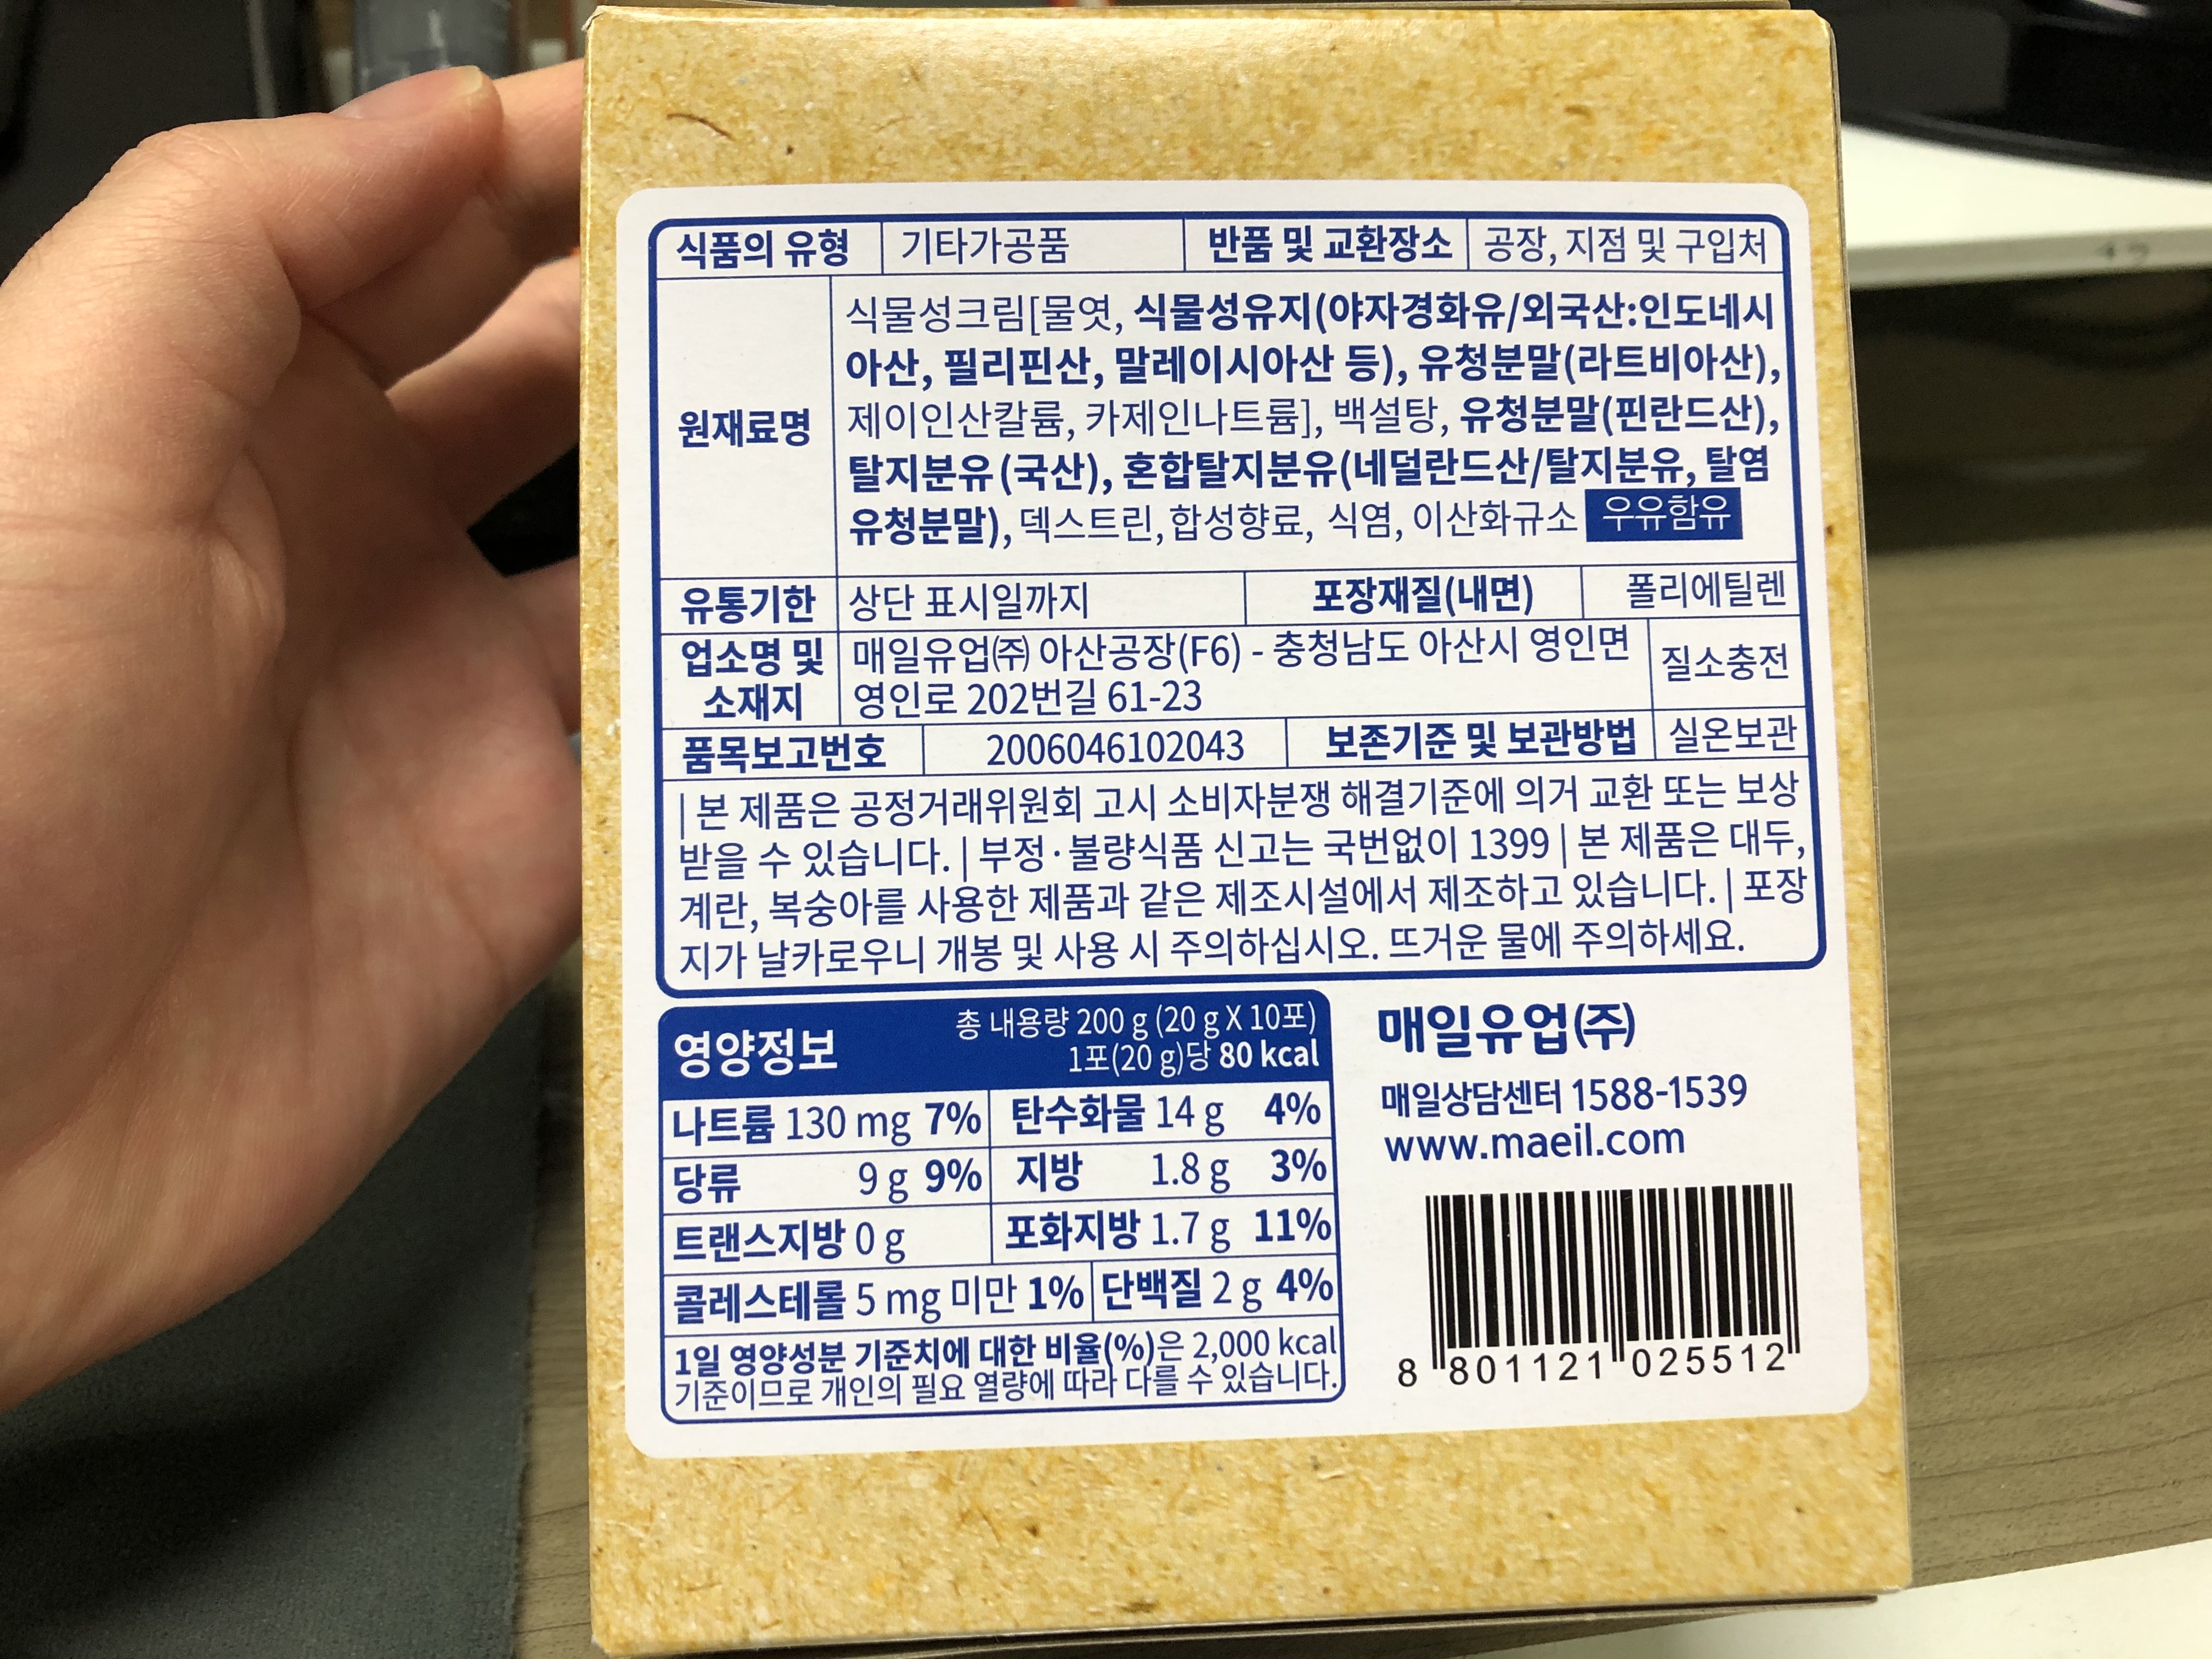 식품의 유형 기타가공품 반품 및 교환장소 공장, 지점 및 구입처
원재료명
식물성크림[물엿, 식물성유지(야자경화유/외국산:인도네시
아산, 필리핀산, 말레이시아산 등), 유청분말(라트비아산),
제이인산칼륨, 카제인나트륨], 백설탕, 유청분말(핀란드산),
탈지분유(국산), 혼합탈지분유(네덜란드산/탈지분유, 탈염
유청분말), 덱스트린, 합성향료, 식염, 이산화규소 우유함유
유통기한 상단 표시일까지 포장재질(내면) 폴리에틸렌
업소명 및
소재지
매일유업㈜ 아산공장(F6) - 충청남도 아산시 영인면
영인로 202번길 61-23
질소충전
품목보고번호 2006046102043 보존기준 및 보관방법 실온보관
| 본 제품은 공정거래위원회 고시 소비자분쟁 해결기준에 의거 교환 또는 보상
받을 수 있습니다. | 부정·불량식품 신고는 국번없이 1399 | 본 제품은 대두,
계란, 복숭아를 사용한 제품과 같은 제조시설에서 제조하고 있습니다. | 포장
지가 날카로우니 개봉 및 사용 시 주의하십시오. 뜨거운 물에 주의하세요.
영양정보
총 내용량 200 g (20 g X 10포)
1포(20 g)당 80 kcal
나트륨 130 mg 7% 탄수화물 14 g 4%
당류 9 g 9% 지방 1.8 g 3%
트랜스지방 0 g 포화지방 1.7 g 11%
콜레스테롤 5 mg 미만 1% 단백질 2 g 4%
1일 영양성분 기준치에 대한 비율(%)은 2,000 kcal
기준이므로 개인의 필요 열량에 따라 다를 수 있습니다.
매일유업㈜
매일상담센터 1588-1539
www.maeil.com
8 801121 025512